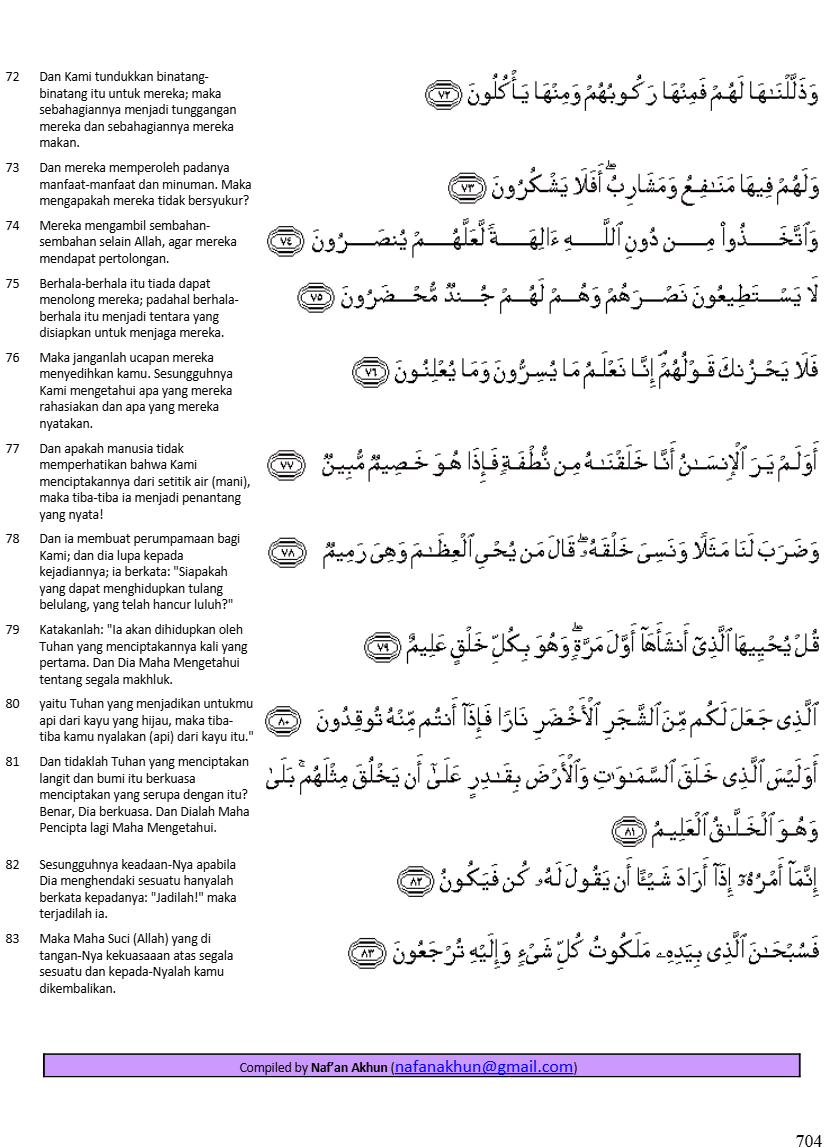 72 Dan Kami tundukkan binatang-
binatang itu untuk mereka; maka
sebahagiannya menjadi tunggangan
mereka dan sebahagiannya mereka
makan.
وَذَلَّلْنَـٰهَا لَهُمْ فَمِنْهَا رَكُوبُهُمْ وَمِنْهَا يَأْكُلُونَ ٧٢
73 Dan mereka memperoleh padanya
manfaat-manfaat dan minuman. Maka
mengapakah mereka tidak bersyukur?
وَلَهُمْ فِيهَا مَنَـٰفِعُ وَمَشَارِبُ ۖ أَفَلَا يَشْكُرُونَ ٧٣
74 Mereka mengambil sembahan-
sembahan selain Allah, agar mereka
mendapat pertolongan.
وَٱتَّخَذُوا۟ مِن دُونِ ٱللَّهِ ءَالِهَةً لَّعَلَّهُمْ يُنصَرُونَ ٧٤
75 Berhala-berhala itu tiada dapat
menolong mereka; padahal berhala-
berhala itu menjadi tentara yang
disiapkan untuk menjaga mereka.
لَا يَسْتَطِيعُونَ نَصْرَهُمْ وَهُمْ لَهُمْ جُندٌ مُّحْضَرُونَ ٧٥
76 Maka janganlah ucapan mereka
menyedihkan kamu. Sesungguhnya
Kami mengetahui apa yang mereka
rahasiakan dan apa yang mereka
nyatakan.
فَلَا يَحْزُنكَ قَوْلُهُمْ ۘ إِنَّا نَعْلَمُ مَا يُسِرُّونَ وَمَا يُعْلِنُونَ ٧٦
77 Dan apakah manusia tidak
memperhatikan bahwa Kami
menciptakannya dari setitik air (mani),
maka tiba-tiba ia menjadi penantang
yang nyata!
أَوَلَمْ يَرَ ٱلْإِنسَـٰنُ أَنَّا خَلَقْنَـٰهُ مِن نُّطْفَةٍ فَإِذَا هُوَ خَصِيمٌ مُّبِينٌ ٧٧
78 Dan ia membuat perumpamaan bagi
Kami; dan dia lupa kepada
kejadiannya; ia berkata: "Siapakah
yang dapat menghidupkan tulang
belulang, yang telah hancur luluh?"
وَضَرَبَ لَنَا مَثَلًا وَنَسِىَ خَلْقَهُۥ ۖ قَالَ مَن يُحْىِ ٱلْعِظَـٰمَ وَهِىَ رَمِيمٌ ٧٨
79 Katakanlah: "Ia akan dihidupkan oleh
Tuhan yang menciptakannya kali yang
pertama. Dan Dia Maha Mengetahui
tentang segala makhluk.
قُلْ يُحْيِيهَا ٱلَّذِىٓ أَنشَأَهَآ أَوَّلَ مَرَّةٍ ۖ وَهُوَ بِكُلِّ خَلْقٍ عَلِيمٌ ٧٩
80 yaitu Tuhan yang menjadikan untukmu
api dari kayu yang hijau, maka tiba-
tiba kamu nyalakan (api) dari kayu itu."
ٱلَّذِى جَعَلَ لَكُم مِّنَ ٱلشَّجَرِ ٱلْأَخْضَرِ نَارًا فَإِذَآ أَنتُم مِّنْهُ تُوقِدُونَ ٨٠
81 Dan tidaklah Tuhan yang menciptakan
langit dan bumi itu berkuasa
menciptakan yang serupa dengan itu?
Benar, Dia berkuasa. Dan Dialah Maha
Pencipta lagi Maha Mengetahui.
أَوَلَيْسَ ٱلَّذِى خَلَقَ ٱلسَّمَـٰوَٰتِ وَٱلْأَرْضَ بِقَـٰدِرٍ عَلَىٰٓ أَن يَخْلُقَ مِثْلَهُم ۚ بَلَىٰ
وَهُوَ ٱلْخَلَّـٰقُ ٱلْعَلِيمُ ٨١
82 Sesungguhnya keadaan-Nya apabila
Dia menghendaki sesuatu hanyalah
berkata kepadanya: "Jadilah!" maka
terjadilah ia.
إِنَّمَآ أَمْرُهُۥٓ إِذَآ أَرَادَ شَيْـًٔا أَن يَقُولَ لَهُۥ كُن فَيَكُونُ ٨٢
83 Maka Maha Suci (Allah) yang di
tangan-Nya kekuasaaan atas segala
sesuatu dan kepada-Nyalah kamu
dikembalikan.
فَسُبْحَـٰنَ ٱلَّذِى بِيَدِهِۦ مَلَكُوتُ كُلِّ شَىْءٍ وَإِلَيْهِ تُرْجَعُونَ ٨٣
Compiled by Naf'an Akhun (nafanakhun@gmail.com)
704